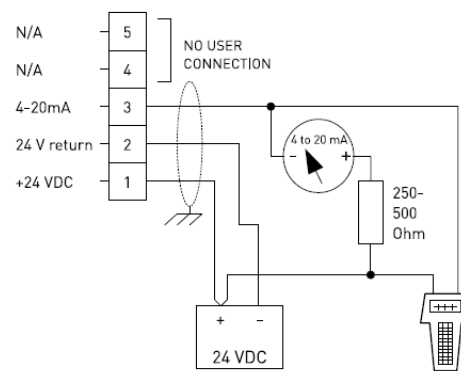 N/A 5
NO USER
CONNECTION
N/A 4
4-20mA 3
24 V return 2
+24 VDC 1
4 to 20 mA
- +
250-
500
Ohm
+ -
24 VDC
+++